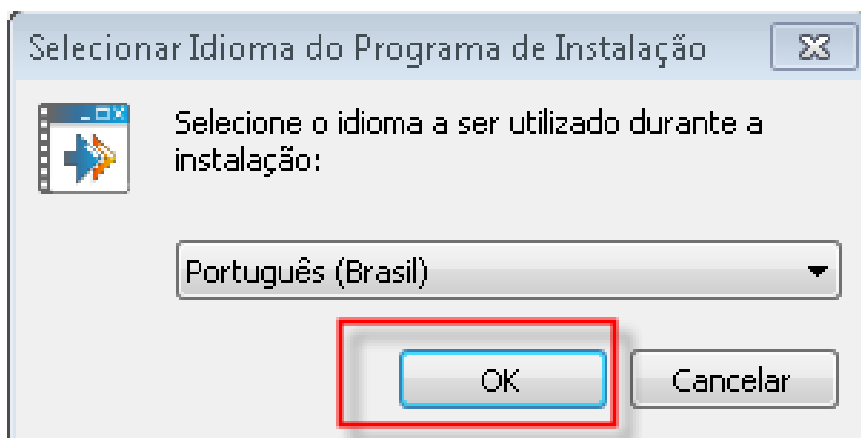 Selecionar Idioma do Programa de Instalação
Selecione o idioma a ser utilizado durante a
instalação:
Português (Brasil)
OK
Cancelar